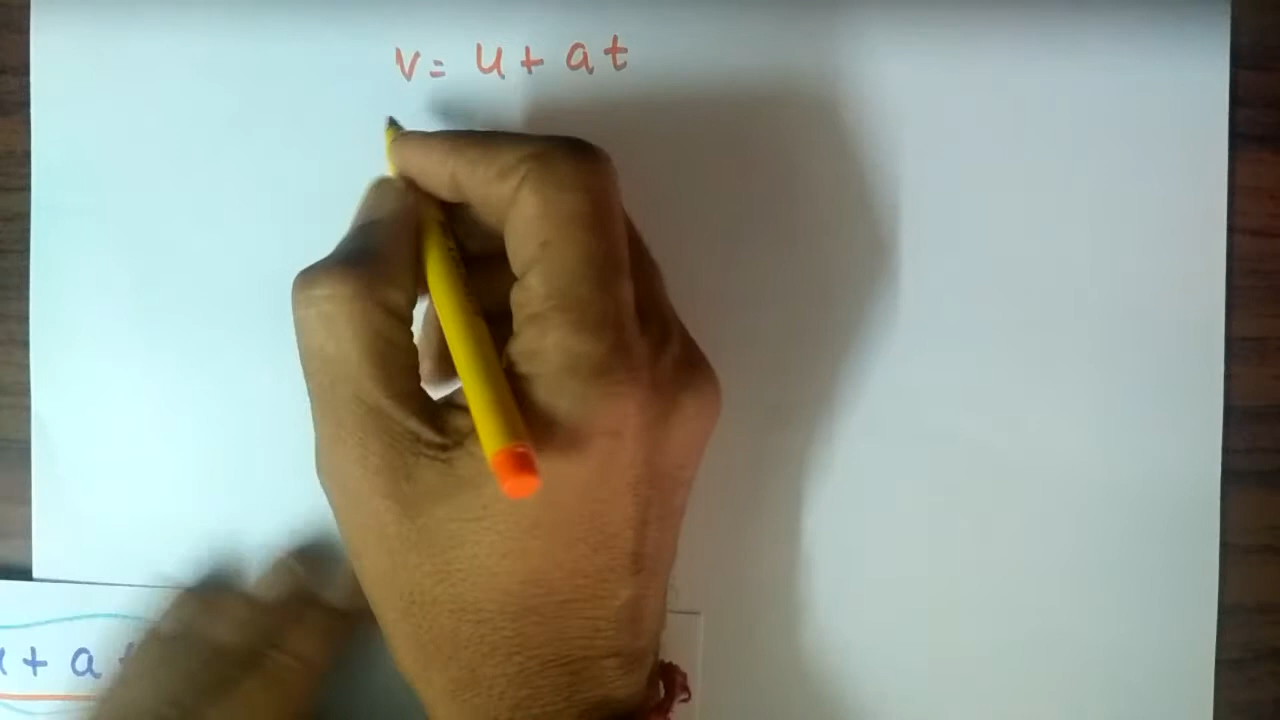 v = u + at
+ a